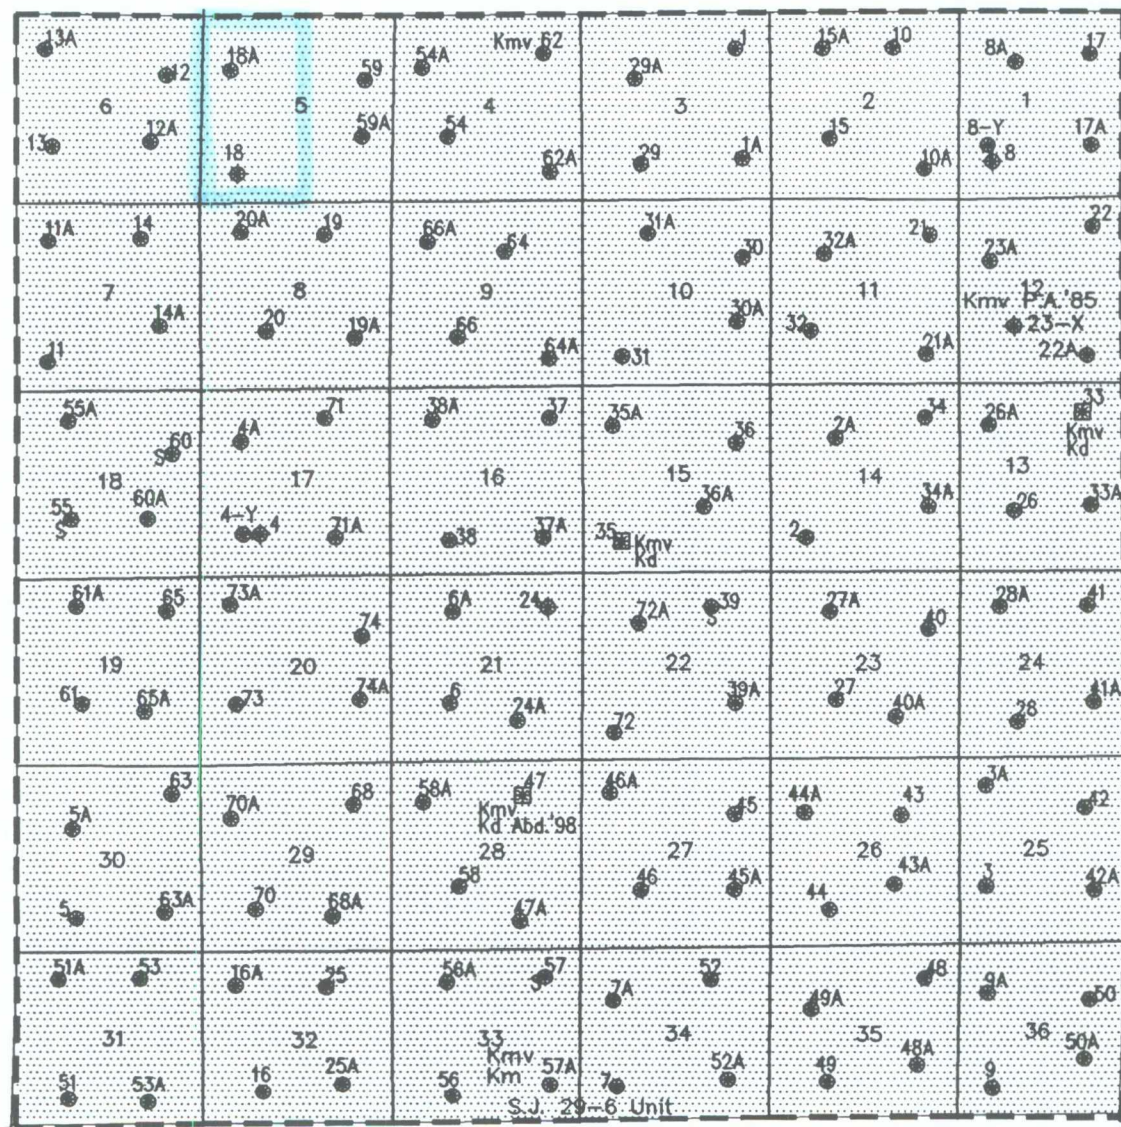 13A
12
6
13
12A
18A
59
5
59A
18
54A
Kmv 62
4
54
62A
1
29A
3
29
1A
15A
10
2
15
10A
8A
17
1
8-Y
17A
8
11A
14
7
14A
11
20A
19
8
20
19A
66A
64
9
66
64A
31A
30
10
30A
31
32A
21
11
32
21A
22
23A
12
Kmv P.A.'85
23-X
22A
55A
60
S
18
55
60A
S
4A
71
17
4-Y
4
71A
38A
37
16
38
37A
35A
36
15
36A
35
Kmv
Kd
2A
34
14
34A
2
26A
33
Kmv
Kd
13
26
33A
61A
65
19
61
65A
73A
74
20
73
74A
6A
24
21
6
24A
72A
39
S
22
39A
72
27A
40
23
27
40A
28A
41
24
28
41A
63
5A
30
5
63A
70A
68
29
70
68A
58A
47
Kmv
Kd Abd.'98
28
58
47A
46A
45
27
46
45A
44A
43
26
43A
44
3A
42
25
3
42A
51A
53
31
51
53A
16A
25
32
16
25A
56A
57
S
33
Kmv
Km
56
57A
7A
52
34
52A
7
48
49A
35
48A
49
9A
50
36
50A
9
S.J. 29-6 Unit